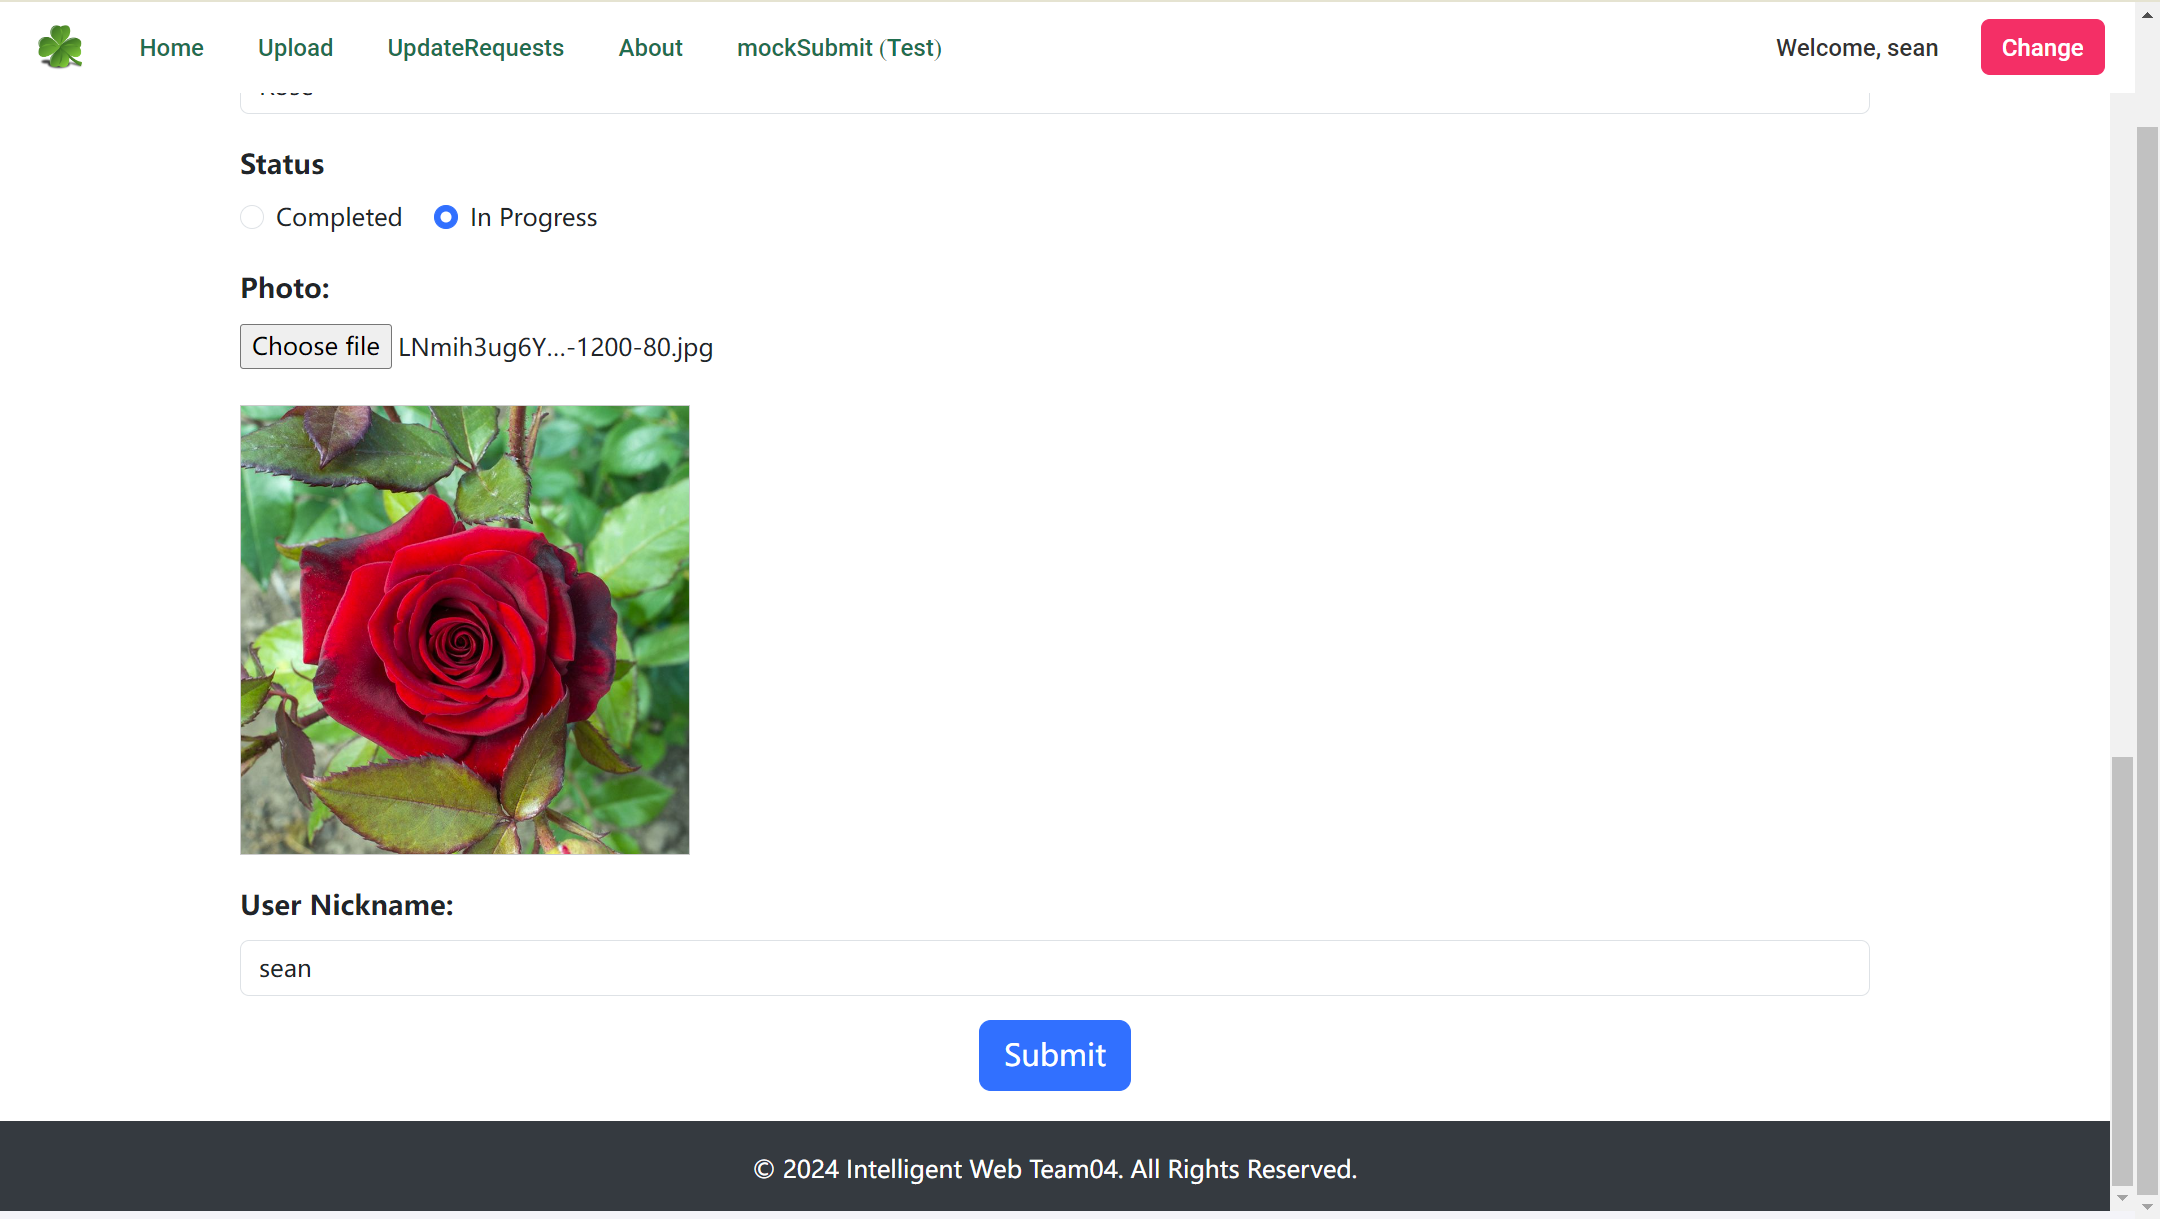 Home Upload UpdateRequests About mockSubmit (Test) Welcome, sean Change
Status
Completed In Progress
Photo:
Choose file LNmih3ug6Y...-1200-80.jpg
User Nickname:
sean
Submit
© 2024 Intelligent Web Team04. All Rights Reserved.